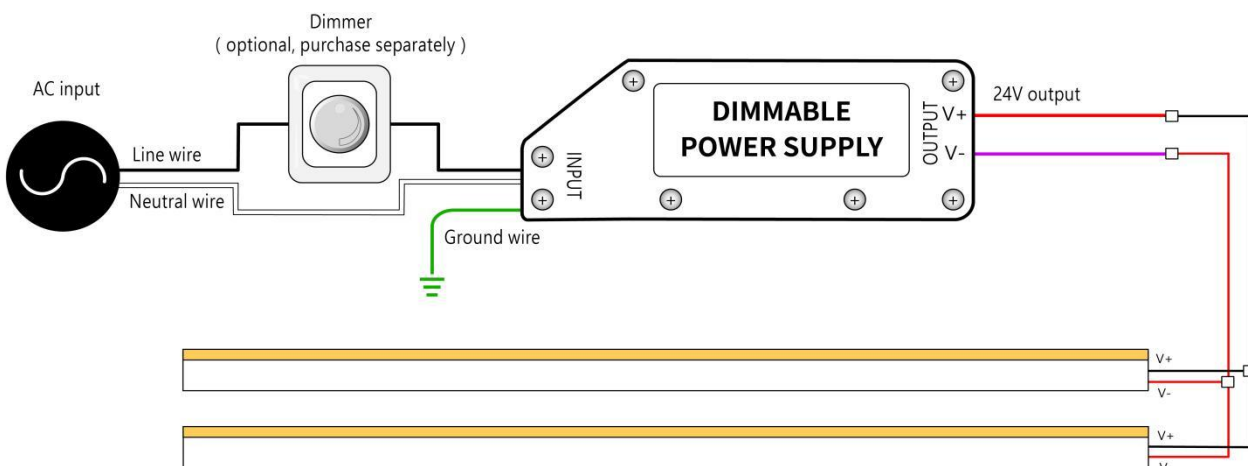 Dimmer
( optional, purchase separately )
AC input
Line wire
Neutral wire
Ground wire
INPUT
DIMMABLE
POWER SUPPLY
OUTPUT
V+
V-
24V output
V+
V-
V+